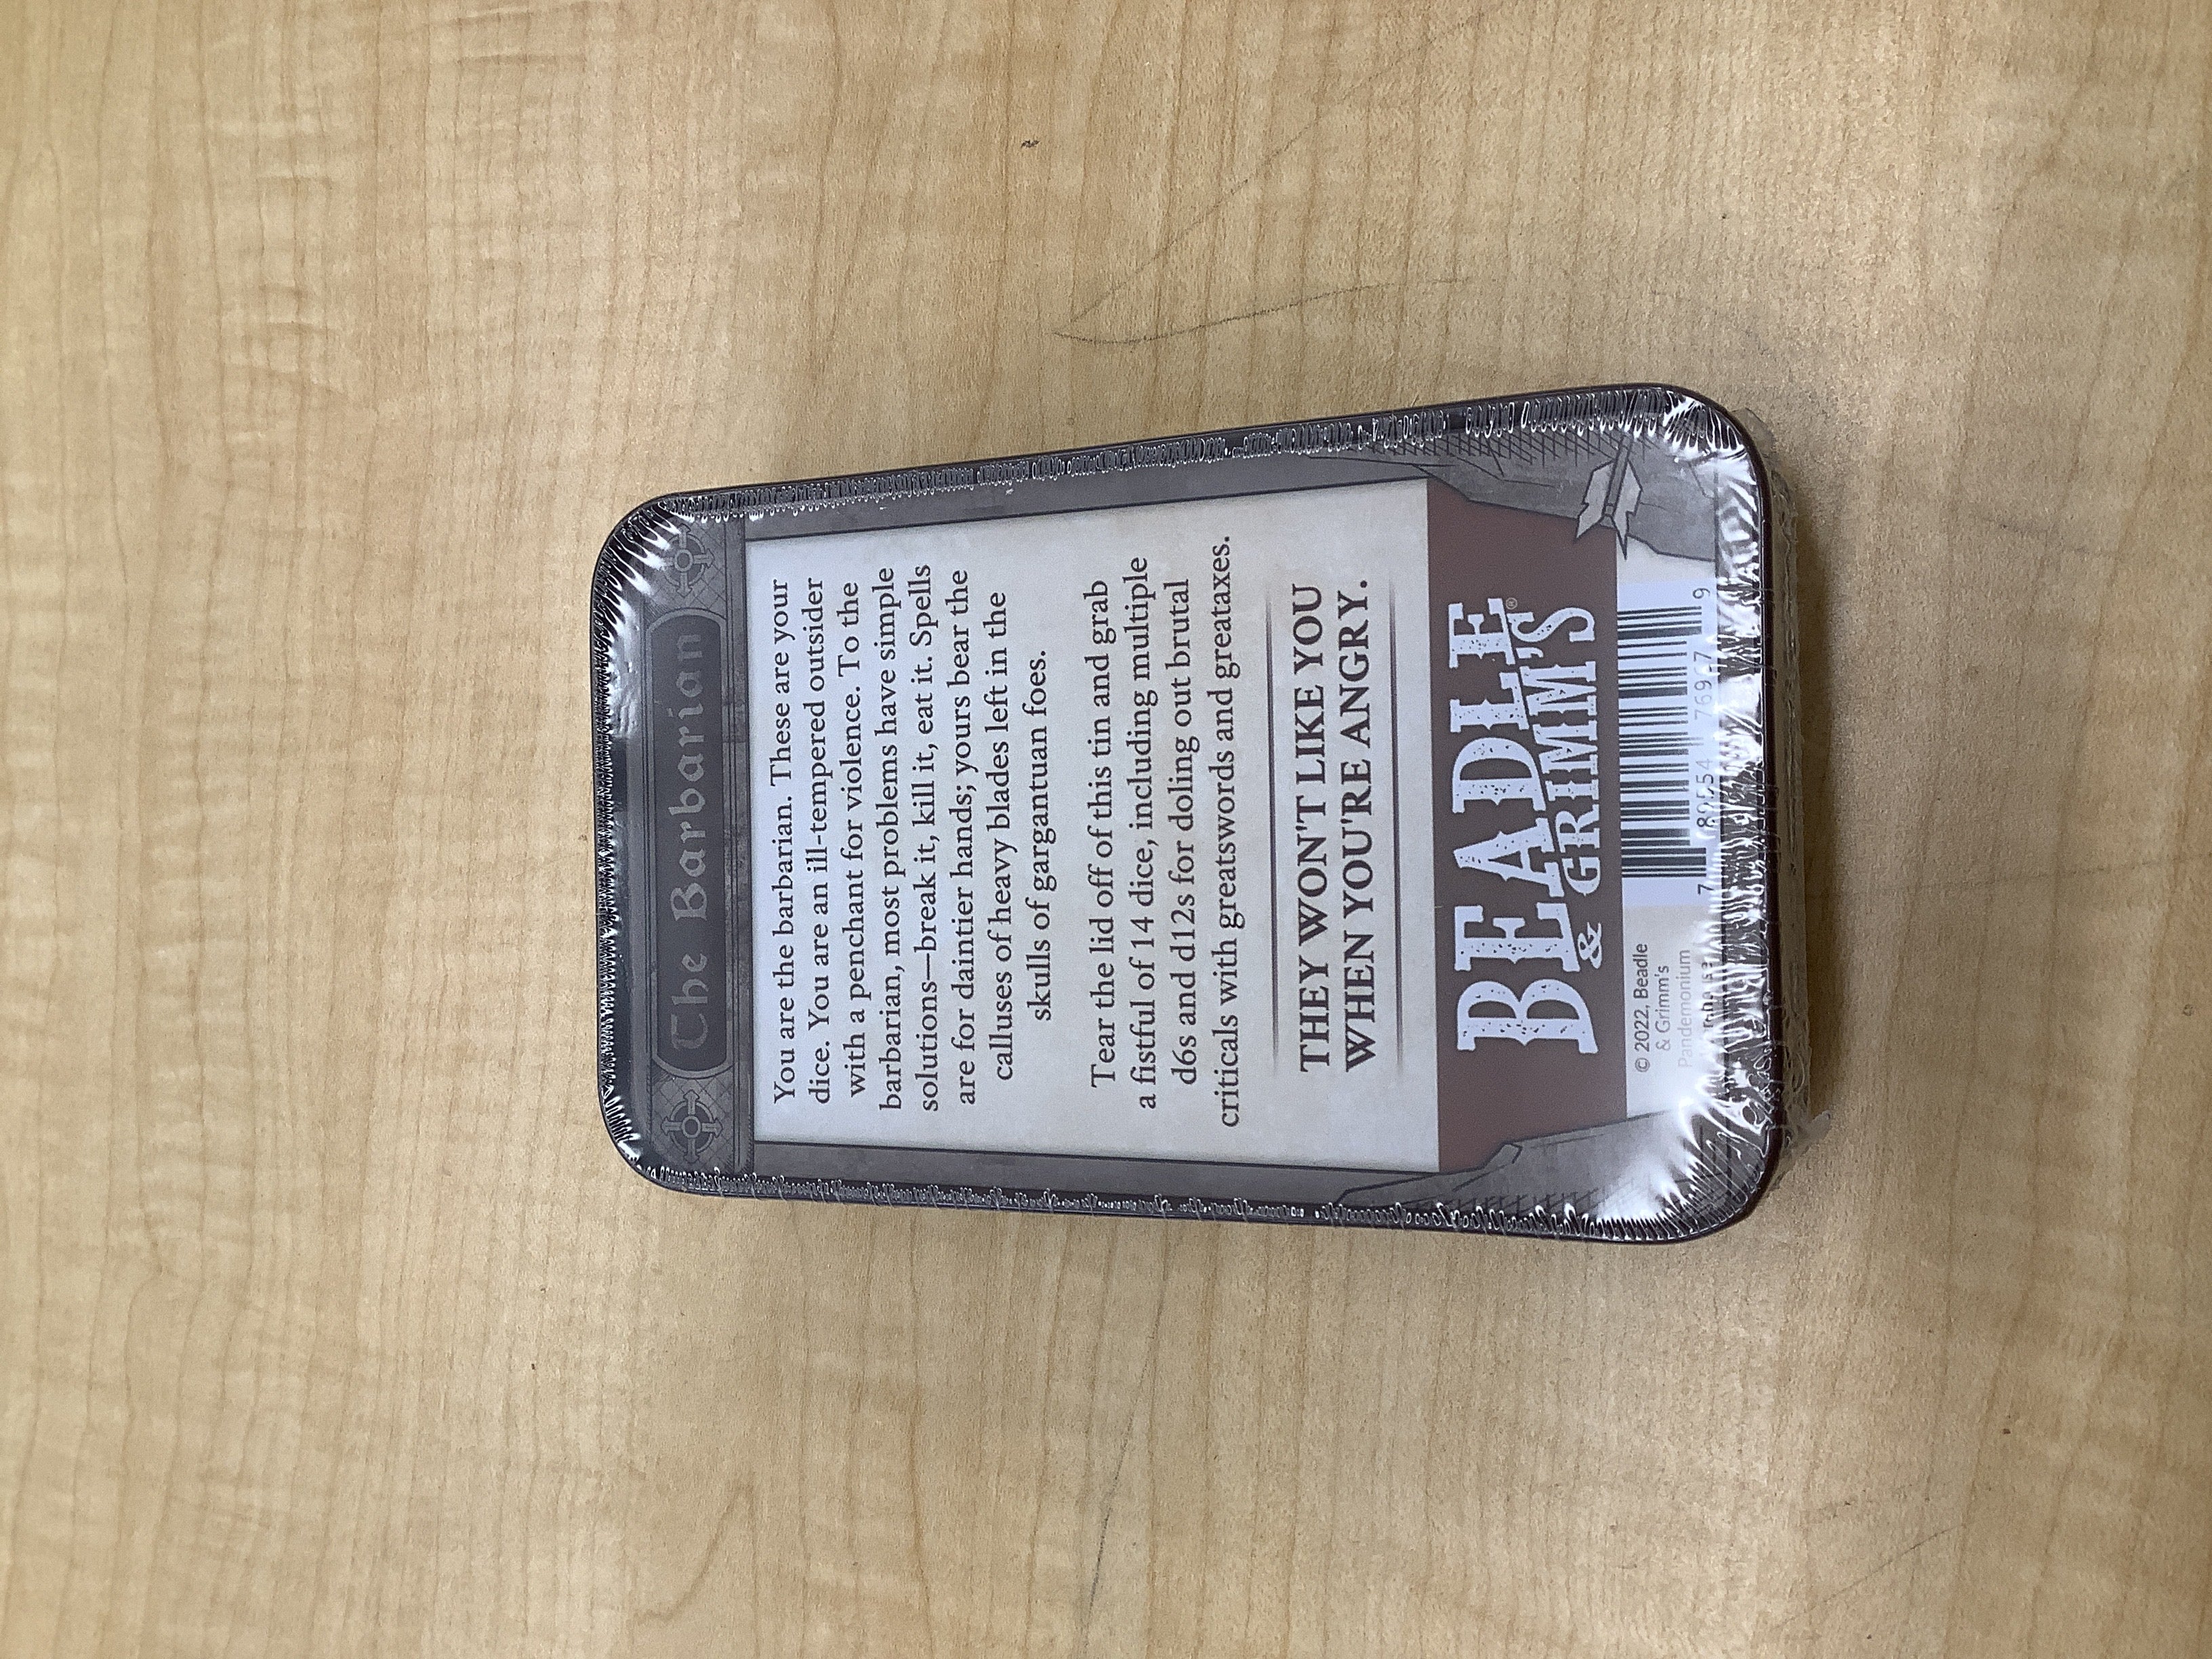 The Barbarian
You are the barbarian. These are your
dice. You are an ill-tempered outsider
with a penchant for violence. To the
barbarian, most problems have simple
solutions—break it, kill it, eat it. Spells
are for daintier hands; yours bear the
calluses of heavy blades left in the
skulls of gargantuan foes.
Tear the lid off of this tin and grab
a fistful of 14 dice, including multiple
d6s and d12s for doling out brutal
criticals with greatswords and greataxes.
THEY WON'T LIKE YOU
WHEN YOU'RE ANGRY.
BEADLE
& GRIMM'S®
© 2022, Beadle
& Grimm's
Pandemonium
7 9